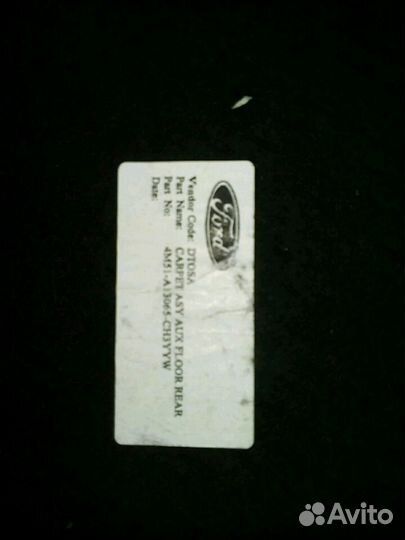 Ford
Vendor Code: DTOSA
Part Name: CARPET ASY AUX FLOOR REAR
Part No: 4M51-A13065-CH3YYW
Date:
Avito